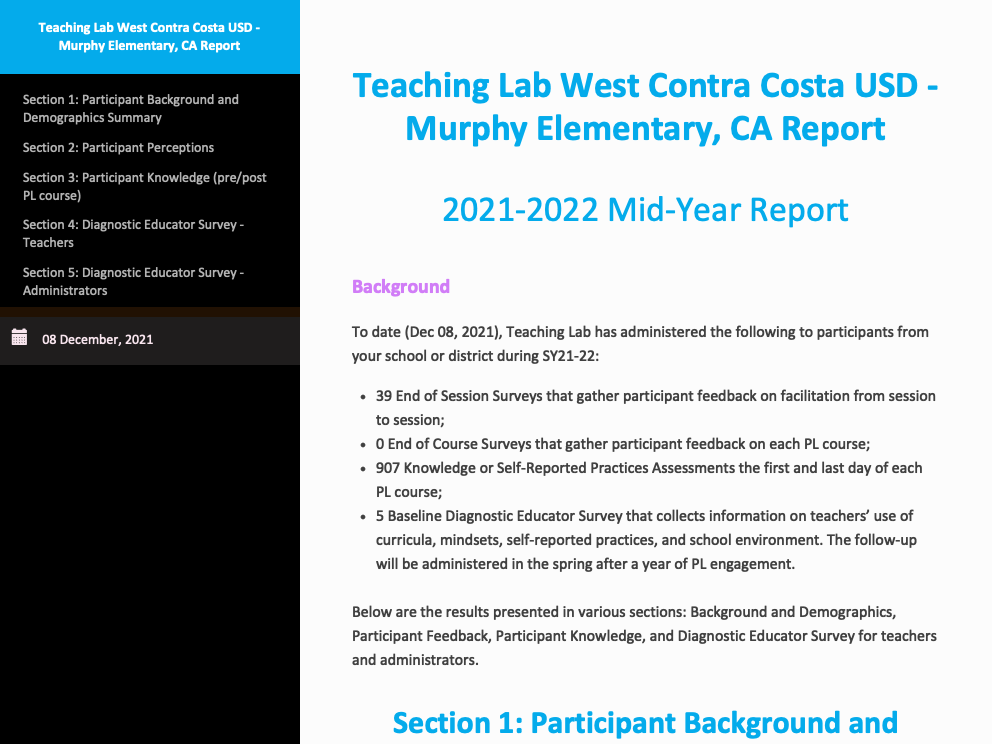 Teaching Lab West Contra Costa USD -
Murphy Elementary, CA Report
Section 1: Participant Background and
Demographics Summary
Section 2: Participant Perceptions
Section 3: Participant Knowledge (pre/post
PL course)
Section 4: Diagnostic Educator Survey -
Teachers
Section 5: Diagnostic Educator Survey -
Administrators
08 December, 2021
Teaching Lab West Contra Costa USD -
Murphy Elementary, CA Report
2021-2022 Mid-Year Report
Background
To date (Dec 08, 2021), Teaching Lab has administered the following to participants from
your school or district during SY21-22:
• 39 End of Session Surveys that gather participant feedback on facilitation from session
to session;
• 0 End of Course Surveys that gather participant feedback on each PL course;
• 907 Knowledge or Self-Reported Practices Assessments the first and last day of each
PL course;
• 5 Baseline Diagnostic Educator Survey that collects information on teachers’ use of
curricula, mindsets, self-reported practices, and school environment. The follow-up
will be administered in the spring after a year of PL engagement.
Below are the results presented in various sections: Background and Demographics,
Participant Feedback, Participant Knowledge, and Diagnostic Educator Survey for teachers
and administrators.
Section 1: Participant Background and